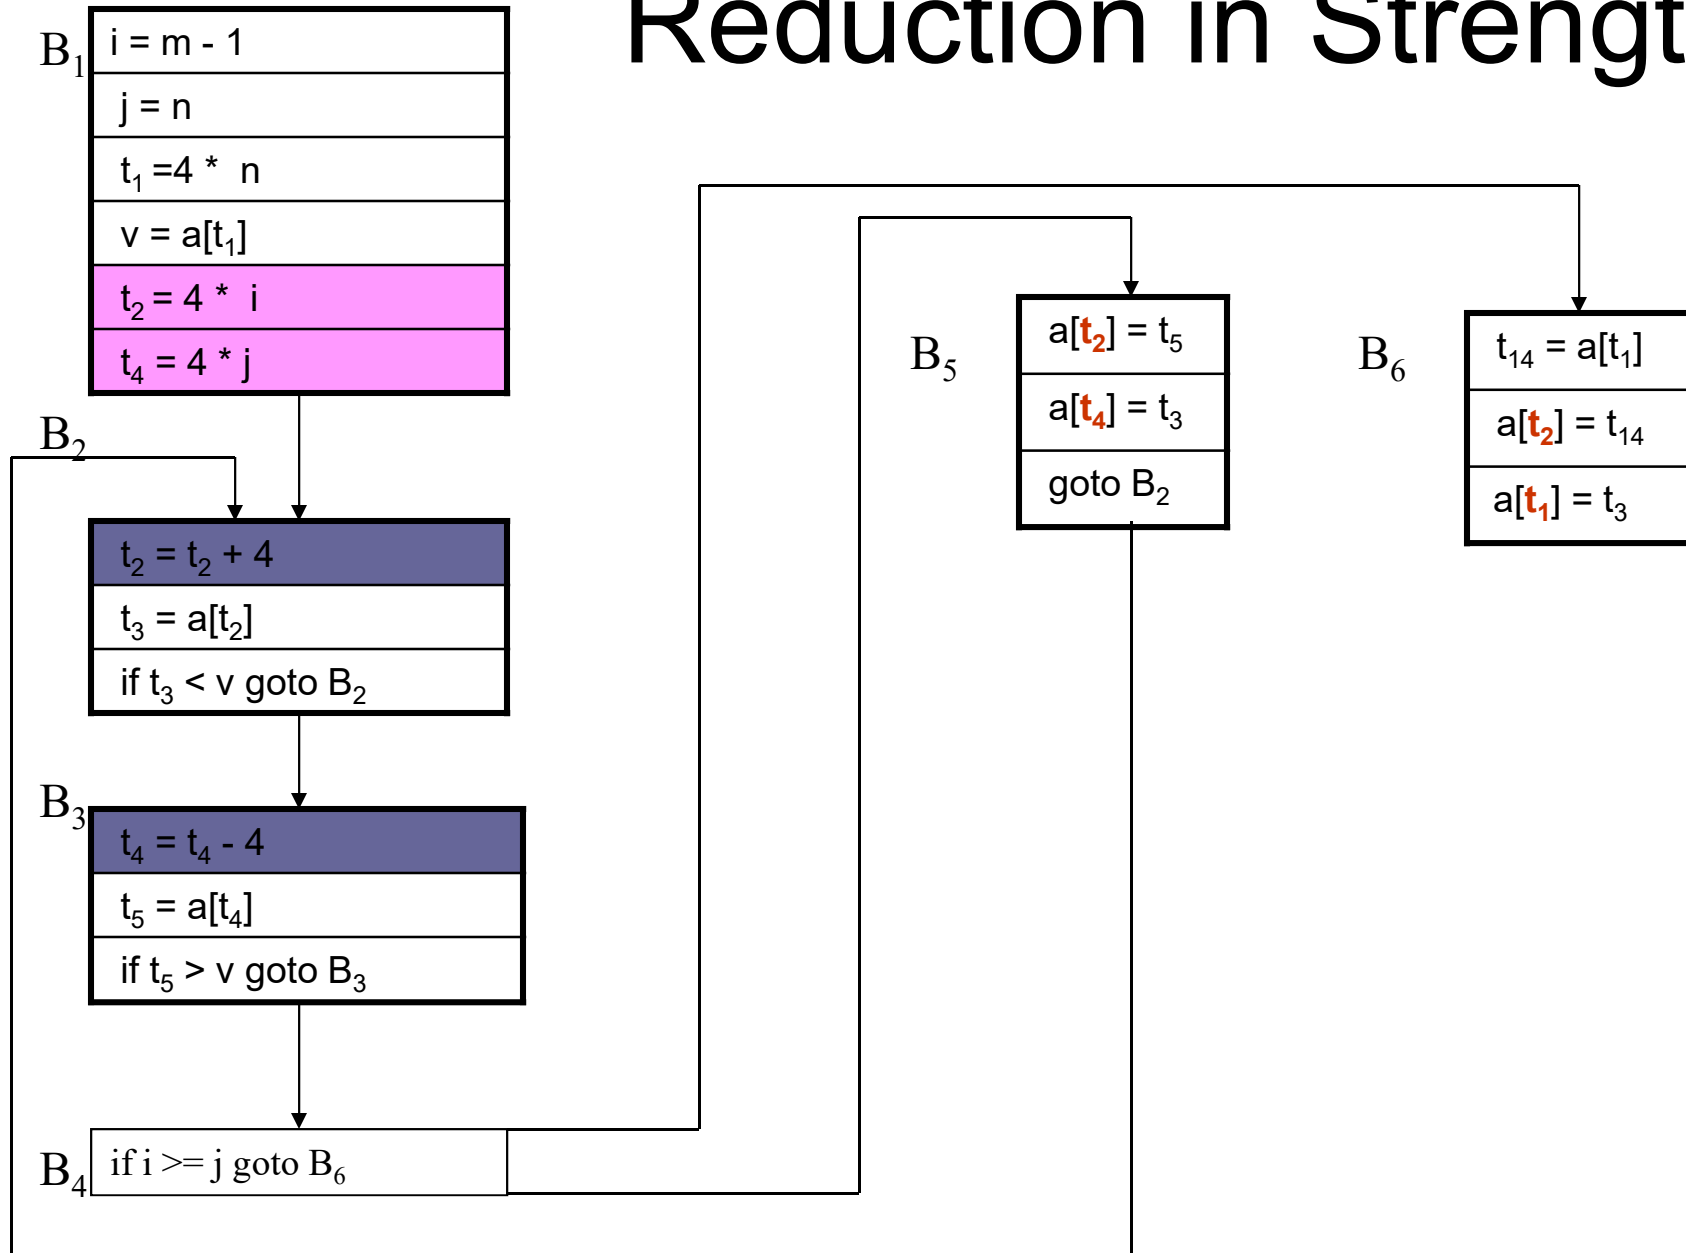 Reduction in Strengt
B₁
i = m - 1
j = n
t₁ =4 * n
v = a[t₁]
t₂ = 4 * i
t₄ = 4 * j
B₂
t₂ = t₂ + 4
t₃ = a[t₂]
if t₃ < v goto B₂
B₃
t₄ = t₄ - 4
t₅ = a[t₄]
if t₅ > v goto B₃
B₄
if i >= j goto B₆
B₅
a[t₂] = t₅
a[t₄] = t₃
goto B₂
B₆
t₁₄ = a[t₁]
a[t₂] = t₁₄
a[t₁] = t₃